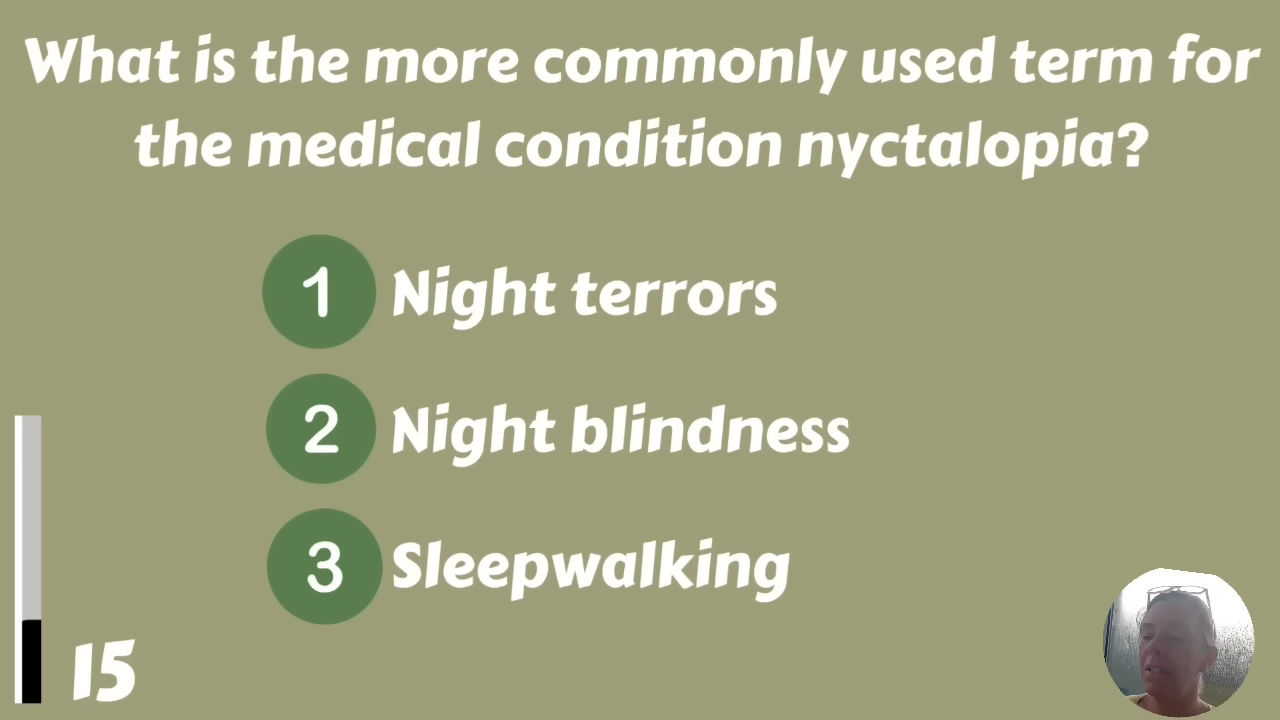 What is the more commonly used term for
the medical condition nyctalopia?
1 Night terrors
2 Night blindness
3 Sleepwalking
15